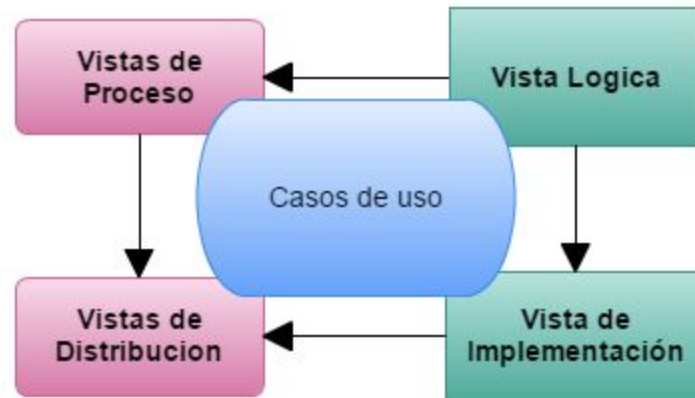 Vistas de
Proceso
Vista Logica
Casos de uso
Vistas de
Distribucion
Vista de
Implementación